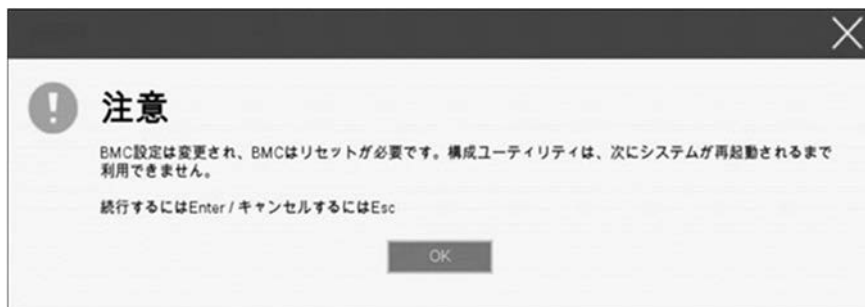 注意
BMC設定は変更され、BMCはリセットが必要です。構成ユーティリティは、次にシステムが再起動されるまで
利用できません。
続行するにはEnter / キャンセルするにはEsc
OK